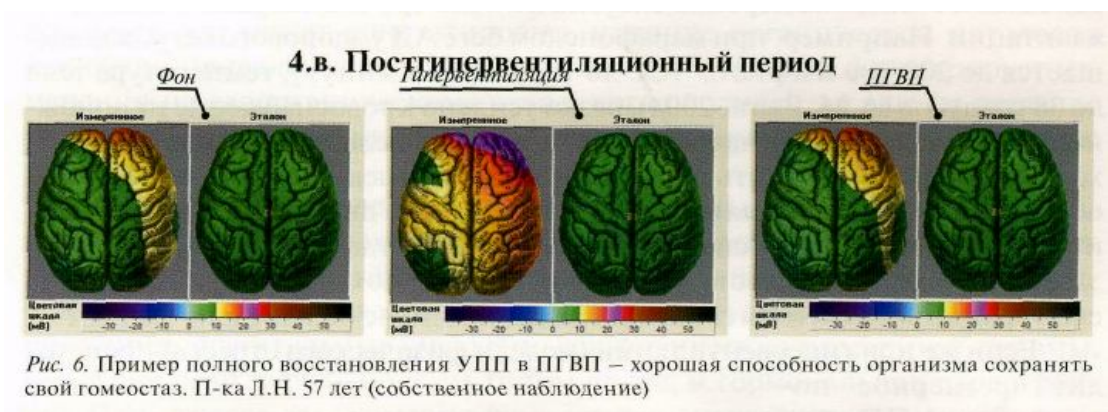 4.в. Постгипервентиляционный период
Фон
Гипервентиляция
ПГВП
Измеренное Эталон
Измеренное Эталон
Измеренное Эталон
Цветовая шкала (мВ) -30 -20 -10 0 10 20 30 40 50
Цветовая шкала (мВ) -30 -20 -10 0 10 20 30 40 50
Цветовая шкала (мВ) -30 -20 -10 0 10 20 30 40 50
Рис. 6. Пример полного восстановления УПП в ПГВП – хорошая способность организма сохранять
свой гомеостаз. П-ка Л.Н. 57 лет (собственное наблюдение)